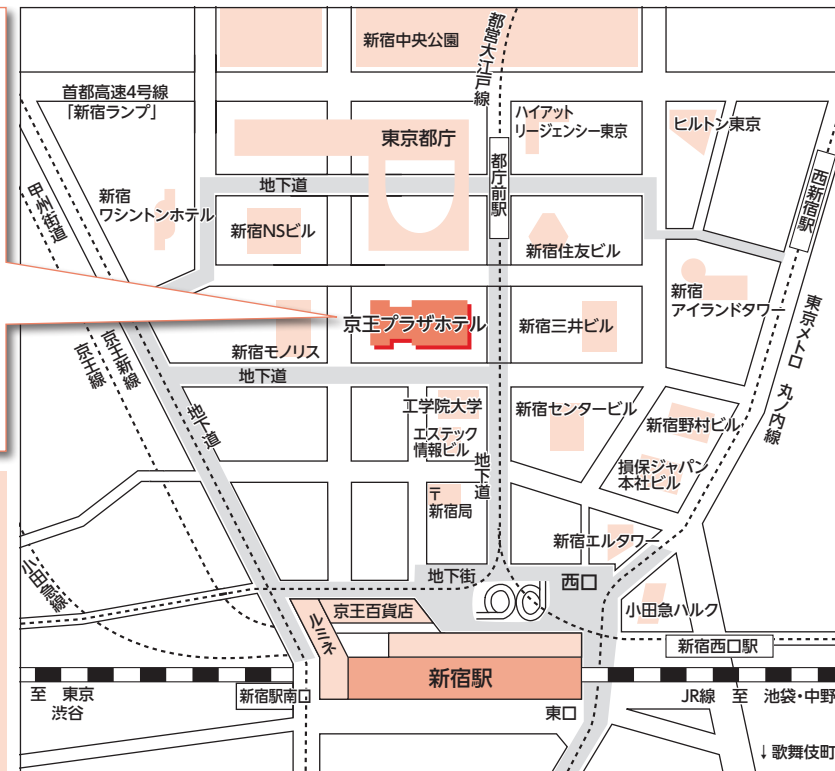 新宿中央公園
都営大江戸線
首都高速4号線
「新宿ランプ」
東京都庁
ハイアット
リージェンシー東京
ヒルトン東京
都庁前駅
西新宿駅
地下道
甲州街道
新宿
ワシントンホテル
新宿NSビル
新宿住友ビル
新宿
アイランドタワー
東京メトロ 丸ノ内線
京王プラザホテル
新宿三井ビル
新宿モノリス
京王新線
京王線
地下道
地下道
工学院大学
新宿センタービル
エステック
情報ビル
新宿野村ビル
地下道
損保ジャパン
本社ビル
〒
新宿局
新宿エルタワー
小田急線
地下街
西口
京王百貨店
ルミネ
小田急ハルク
新宿西口駅
新宿駅
至 東京
渋谷
新宿駅南口
東口
JR線 至 池袋・中野
↓歌舞伎町